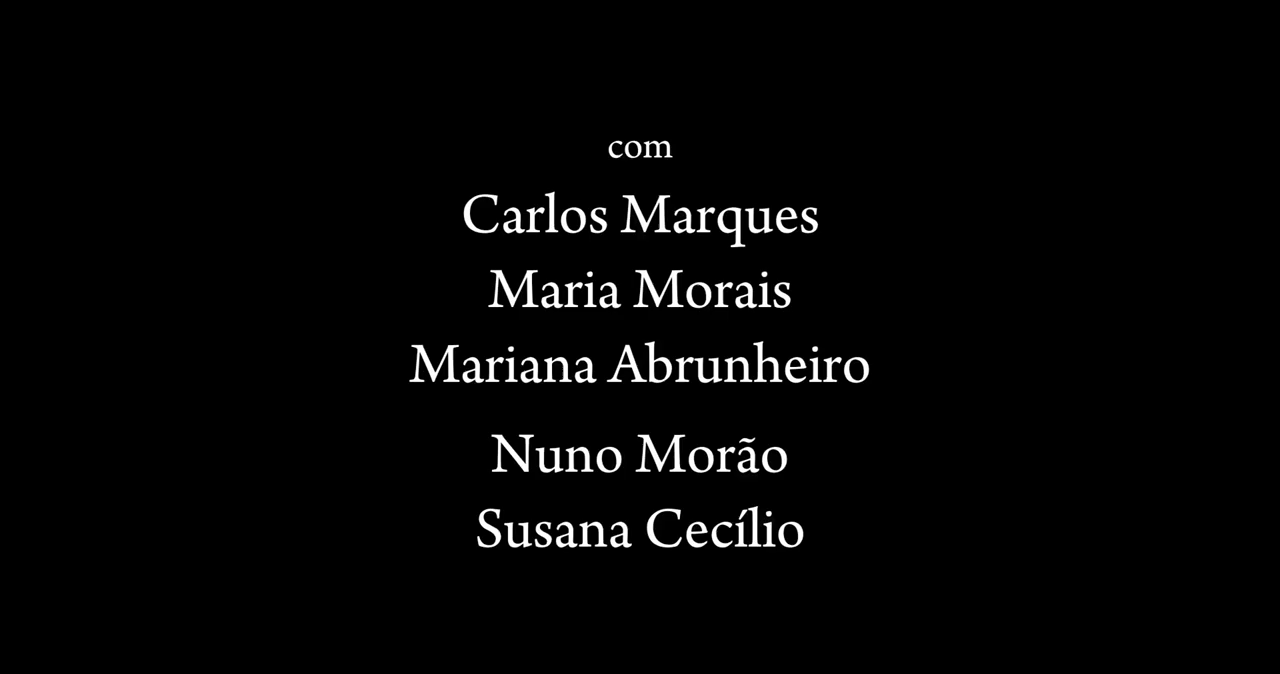 com
Carlos Marques
Maria Morais
Mariana Abrunheiro
Nuno Morão
Susana Cecílio